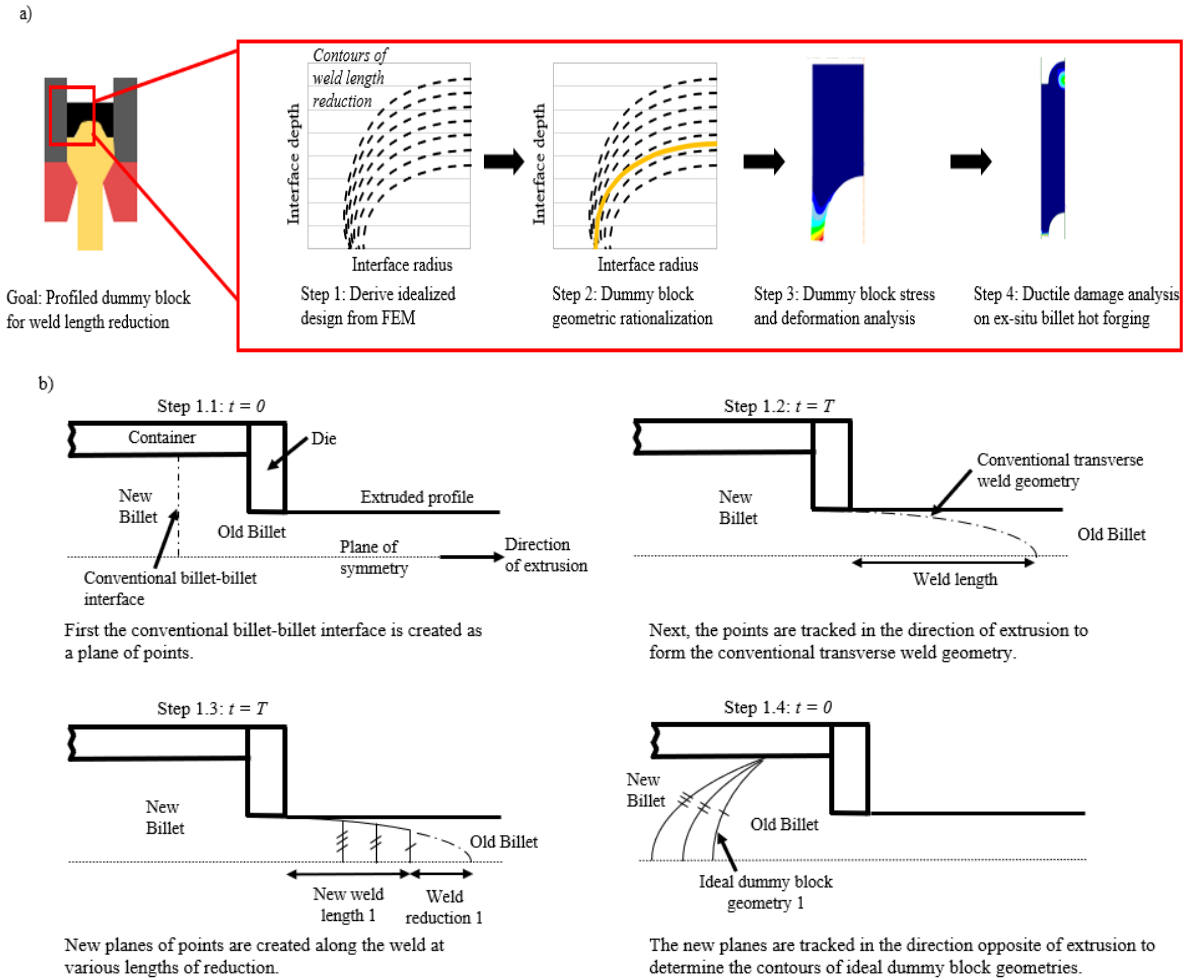 a)
Contours of
weld length
reduction
Interface depth
Interface radius
Interface depth
Interface radius
Goal: Profiled dummy block
for weld length reduction
Step 1: Derive idealized
design from FEM
Step 2: Dummy block
geometric rationalization
Step 3: Dummy block stress
and deformation analysis
Step 4: Ductile damage analysis
on ex-situ billet hot forging
b)
Step 1.1: t = 0
Container
Die
New
Billet
Extruded profile
Old Billet
Plane of
symmetry
Direction
of extrusion
Conventional billet-billet
interface
First the conventional billet-billet interface is created as
a plane of points.
Step 1.2: t = T
Conventional transverse
weld geometry
New
Billet
Old Billet
Weld length
Next, the points are tracked in the direction of extrusion to
form the conventional transverse weld geometry.
Step 1.3: t = T
New
Billet
Old Billet
New weld
length 1
Weld
reduction 1
New planes of points are created along the weld at
various lengths of reduction.
Step 1.4: t = 0
New
Billet
Old Billet
Ideal dummy block
geometry 1
The new planes are tracked in the direction opposite of extrusion to
determine the contours of ideal dummy block geometries.